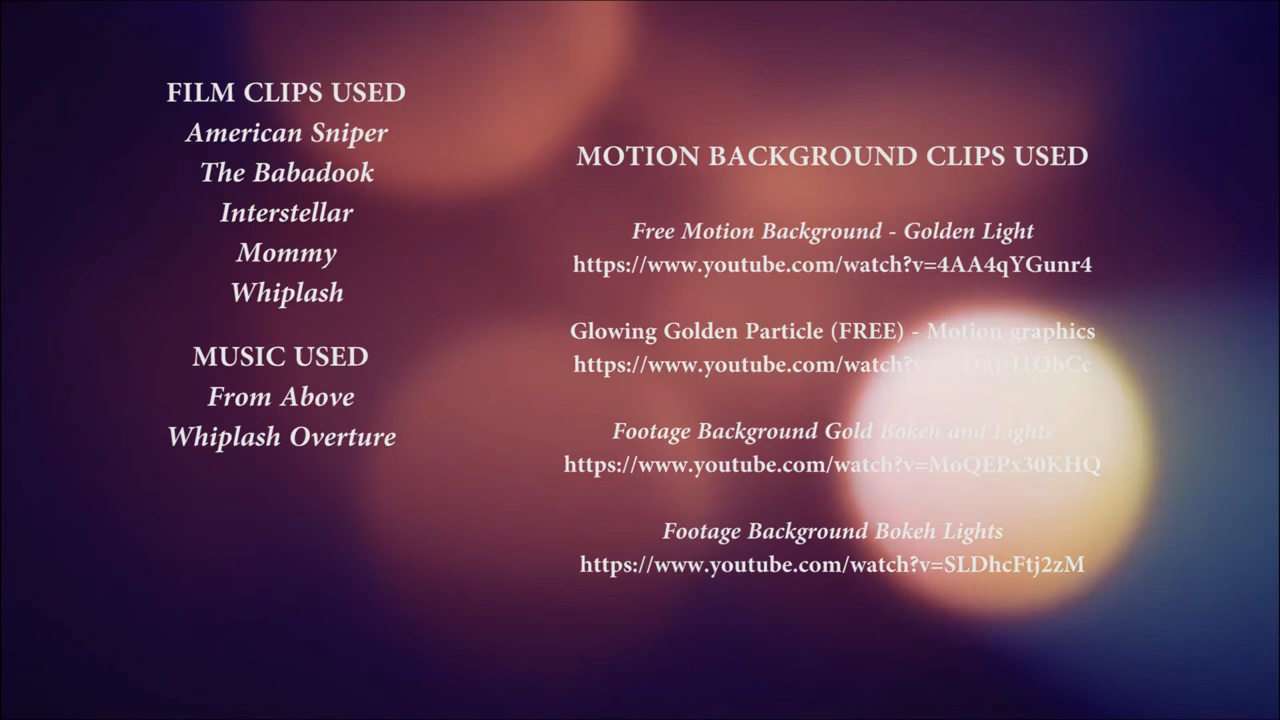 FILM CLIPS USED
American Sniper
The Babadook
Interstellar
Mommy
Whiplash
MUSIC USED
From Above
Whiplash Overture
MOTION BACKGROUND CLIPS USED
Free Motion Background - Golden Light
https://www.youtube.com/watch?v=4AA4qYGunr4
Glowing Golden Particle (FREE) - Motion graphics
Footage Background Gold Bokeh and Lights
https://www.youtube.com/watch?v=MoQEPx30KHQ
Footage Background Bokeh Lights
https://www.youtube.com/watch?v=SLDhcFtj2zM